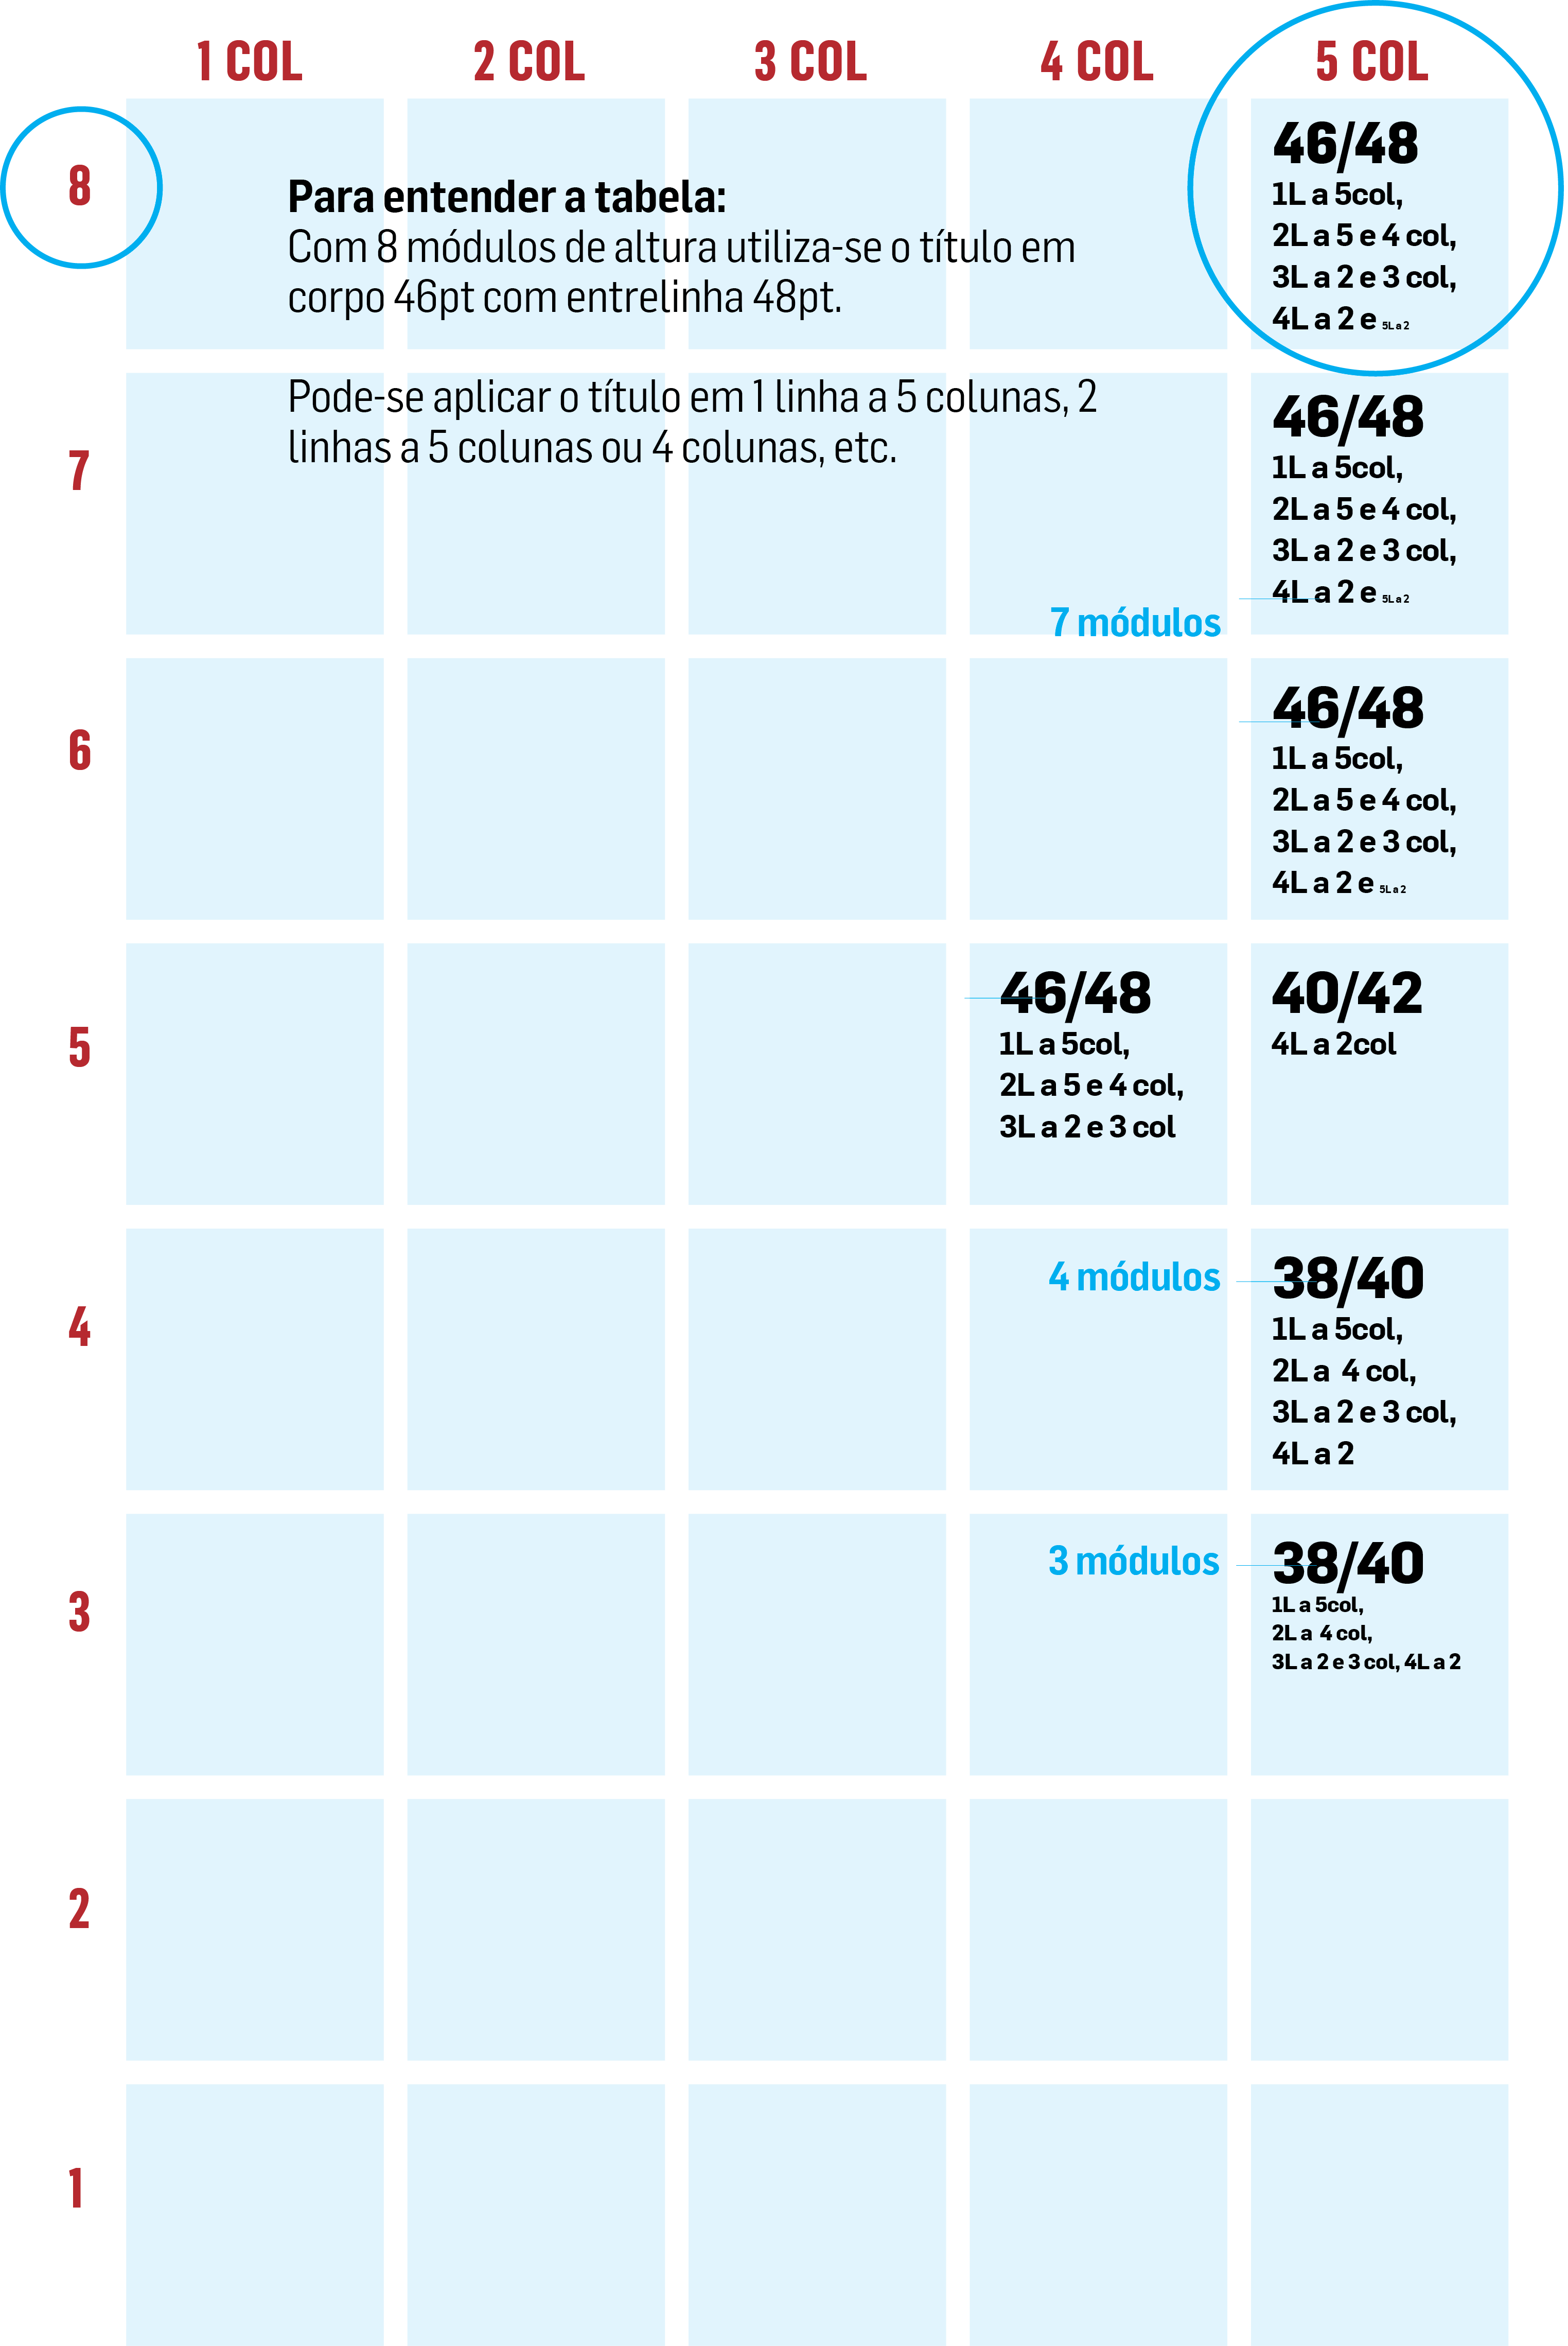 1 COL 2 COL 3 COL 4 COL 5 COL
8
Para entender a tabela:
Com 8 módulos de altura utiliza-se o título em
corpo 46pt com entrelinha 48pt.
Pode-se aplicar o título em 1 linha a 5 colunas, 2
linhas a 5 colunas ou 4 colunas, etc.
46/48
1L a 5col,
2L a 5 e 4 col,
3L a 2 e 3 col,
4L a 2 e 5L a 2
7
7 módulos
46/48
1L a 5col,
2L a 5 e 4 col,
3L a 2 e 3 col,
4L a 2 e 5L a 2
6
46/48
1L a 5col,
2L a 5 e 4 col,
3L a 2 e 3 col,
4L a 2 e 5L a 2
5
46/48
1L a 5col,
2L a 5 e 4 col,
3L a 2 e 3 col
40/42
4L a 2col
4
4 módulos
38/40
1L a 5col,
2L a 4 col,
3L a 2 e 3 col,
4L a 2
3
3 módulos
38/40
1L a 5col,
2L a 4 col,
3L a 2 e 3 col, 4L a 2
2
1